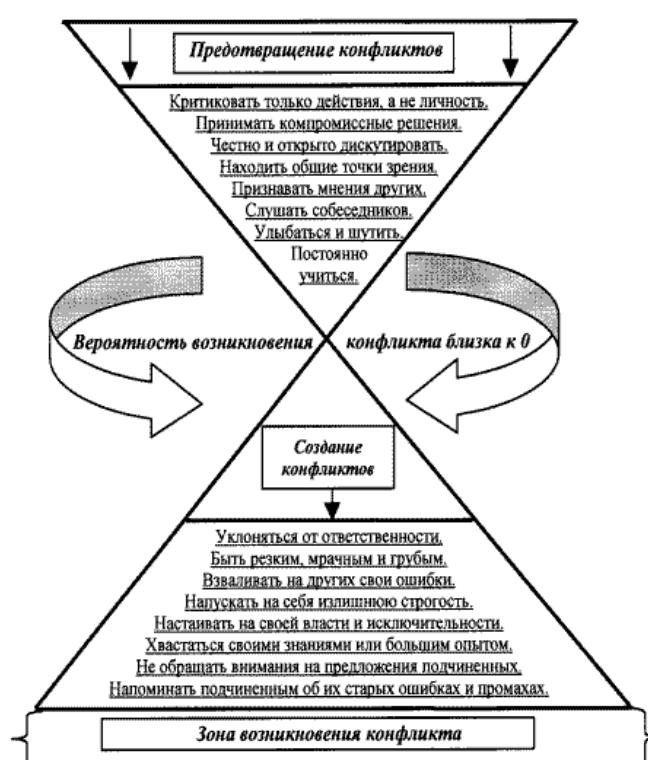 Предотвращение конфликтов
Критиковать только действия, а не личность.
Принимать компромиссные решения.
Честно и открыто дискутировать.
Находить общие точки зрения.
Признавать мнения других.
Слушать собеседников.
Улыбаться и шутить.
Постоянно
учиться.
Вероятность возникновения конфликта близка к 0
Создание
конфликтов
Уклоняться от ответственности.
Быть резким, мрачным и грубым.
Взваливать на других свои ошибки.
Напускать на себя излишнюю строгость.
Настаивать на своей власти и исключительности.
Хвастаться своими знаниями или большим опытом.
Не обращать внимания на предложения подчиненных.
Напоминать подчиненным об их старых ошибках и промахах.
Зона возникновения конфликта